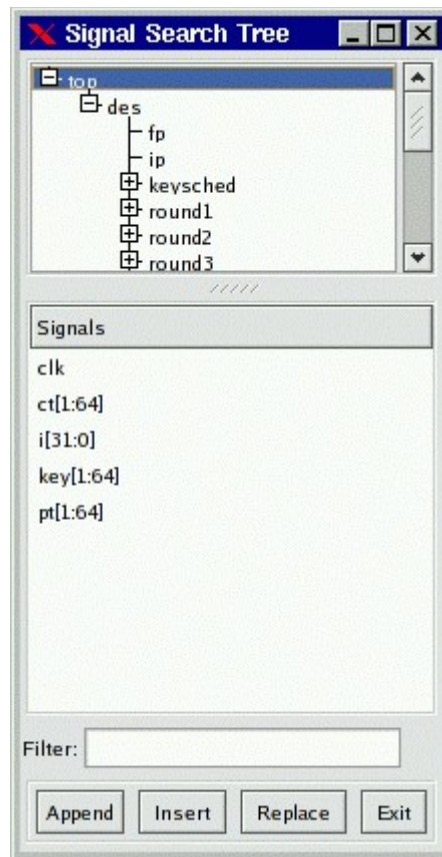 Signal Search Tree
top
des
fp
ip
keysched
round1
round2
round3
Signals
clk
ct[1:64]
i[31:0]
key[1:64]
pt[1:64]
Filter:
Append Insert Replace Exit